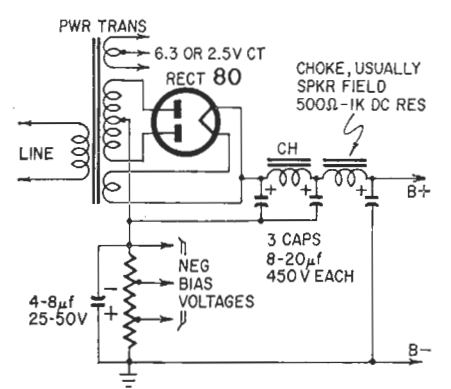 PWR TRANS
6.3 OR 2.5V CT
RECT 80
CHOKE, USUALLY
SPKR FIELD
500Ω-1K DC RES
LINE
CH
+
+
+
B+
3 CAPS
8-20µf
450V EACH
NEG
BIAS
VOLTAGES
4-8µf
25-50V
-
+
B-